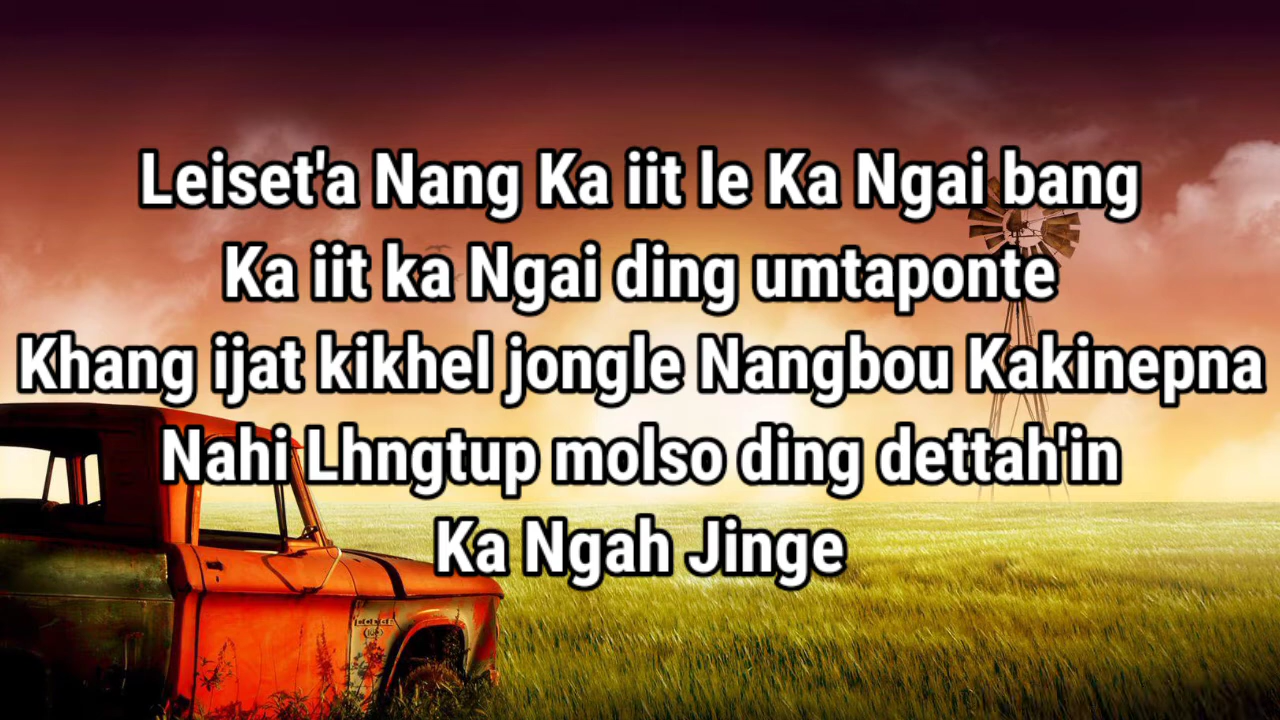 Leiset'a Nang Ka iit le Ka Ngai bang
Ka iit ka Ngai ding umtaponte
Khang ijat kikhel jongle Nangbou Kakinepna
Nahi Lhngtup molso ding dettah'in
Ka Ngah Jinge